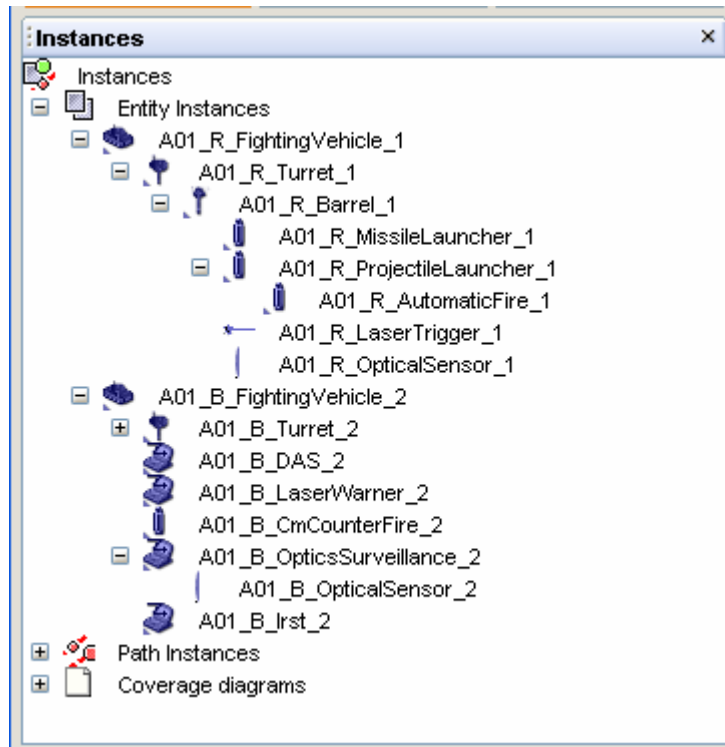 Instances
Instances
Entity Instances
A01_R_FightingVehicle_1
A01_R_Turret_1
A01_R_Barrel_1
A01_R_MissileLauncher_1
A01_R_ProjectileLauncher_1
A01_R_AutomaticFire_1
A01_R_LaserTrigger_1
A01_R_OpticalSensor_1
A01_B_FightingVehicle_2
A01_B_Turret_2
A01_B_DAS_2
A01_B_LaserWarner_2
A01_B_CmCounterFire_2
A01_B_OpticsSurveillance_2
A01_B_OpticalSensor_2
A01_B_Irst_2
Path Instances
Coverage diagrams